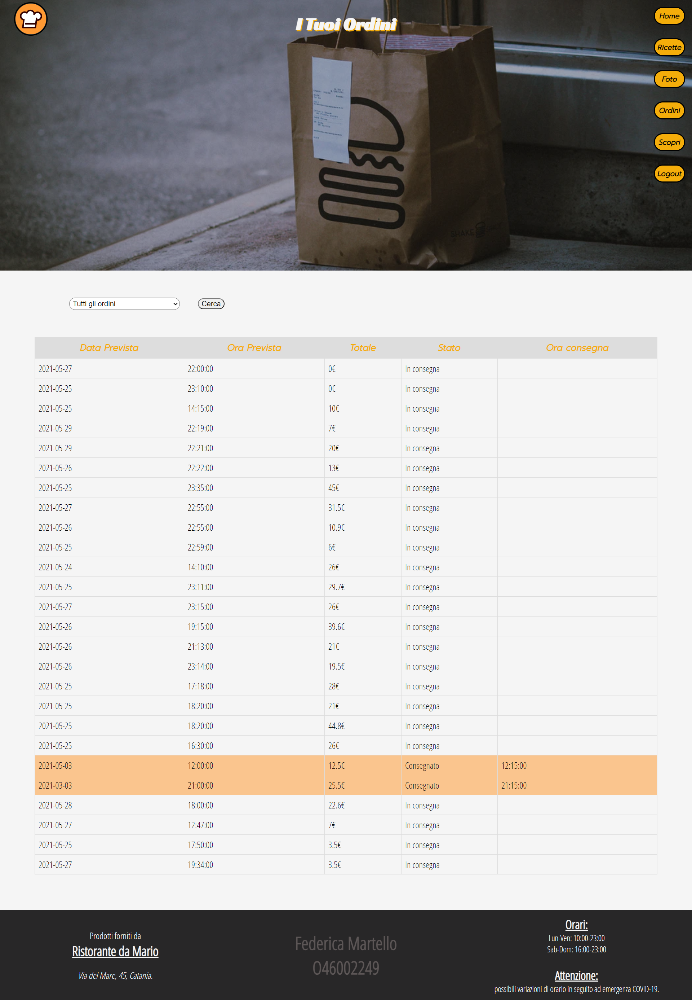 I Tuoi Ordini
Home
Ricette
Foto
Ordini
Scopri
Logout
SHAKE
Tutti gli ordini
Cerca
Data Prevista Ora Prevista Totale Stato Ora consegna
2021-05-27 22:00:00 0€ In consegna
2021-05-25 23:10:00 0€ In consegna
2021-05-25 14:15:00 10€ In consegna
2021-05-29 22:19:00 7€ In consegna
2021-05-29 22:21:00 20€ In consegna
2021-05-26 22:22:00 13€ In consegna
2021-05-25 23:35:00 45€ In consegna
2021-05-27 22:55:00 31.5€ In consegna
2021-05-26 22:55:00 10.9€ In consegna
2021-05-25 22:59:00 6€ In consegna
2021-05-24 14:10:00 26€ In consegna
2021-05-25 23:11:00 29.7€ In consegna
2021-05-27 23:15:00 26€ In consegna
2021-05-26 19:15:00 39.6€ In consegna
2021-05-26 21:13:00 21€ In consegna
2021-05-26 23:14:00 19.5€ In consegna
2021-05-25 17:18:00 28€ In consegna
2021-05-25 18:20:00 21€ In consegna
2021-05-25 18:20:00 44.8€ In consegna
2021-05-25 16:30:00 26€ In consegna
2021-05-03 12:00:00 12.5€ Consegnato 12:15:00
2021-03-03 21:00:00 25.5€ Consegnato 21:15:00
2021-05-28 18:00:00 22.6€ In consegna
2021-05-27 12:47:00 7€ In consegna
2021-05-25 17:50:00 3.5€ In consegna
2021-05-27 19:34:00 3.5€ In consegna
Prodotti forniti da
Ristorante da Mario
Via del Mare, 45, Catania.
Federica Martello
O46002249
Orari:
Lun-Ven: 10:00-23:00
Sab-Dom: 16:00-23:00
Attenzione:
possibili variazioni di orario in seguito ad emergenza COVID-19.